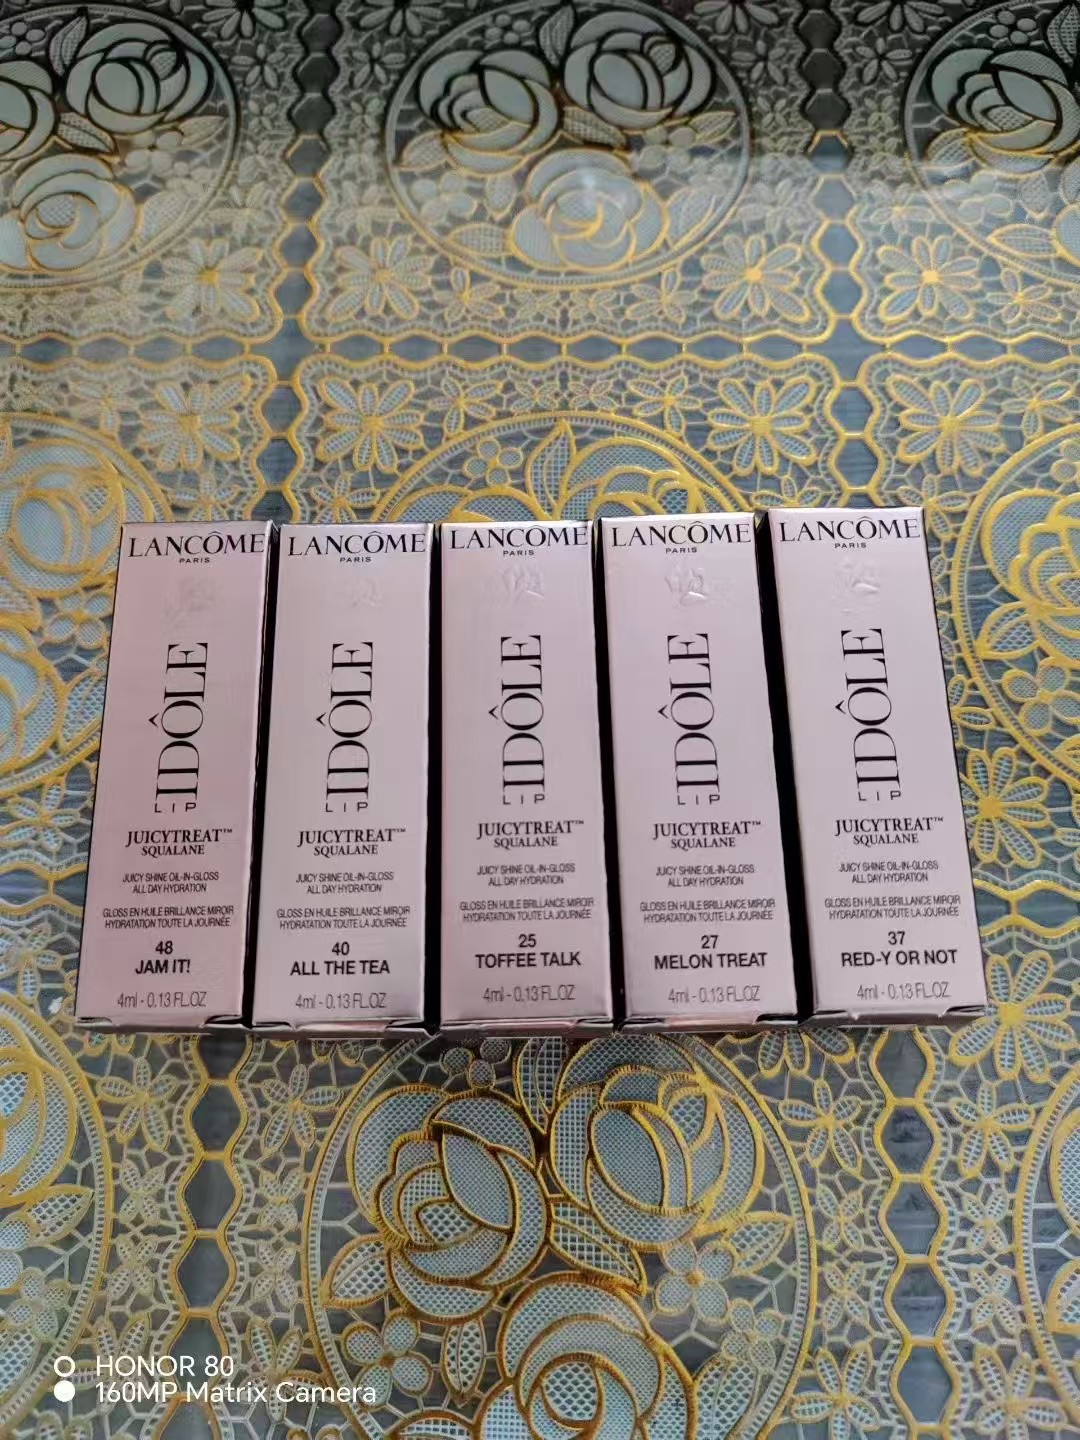 LANCÔME
PARIS
LIP IDÔLE
JUICYTREAT™
SQUALANE
JUICY SHINE OIL-IN-GLOSS
ALL DAY HYDRATION
GLOSS EN HUILE BRILLANCE MIROIR
HYDRATATION TOUTE LA JOURNÉE
48
JAM IT!
4ml - 0.13 FL.OZ
LANCÔME
PARIS
LIP IDÔLE
JUICYTREAT™
SQUALANE
JUICY SHINE OIL-IN-GLOSS
ALL DAY HYDRATION
GLOSS EN HUILE BRILLANCE MIROIR
HYDRATATION TOUTE LA JOURNÉE
40
ALL THE TEA
4ml - 0.13 FL.OZ
LANCÔME
PARIS
LIP IDÔLE
JUICYTREAT™
SQUALANE
JUICY SHINE OIL-IN-GLOSS
ALL DAY HYDRATION
GLOSS EN HUILE BRILLANCE MIROIR
HYDRATATION TOUTE LA JOURNÉE
25
TOFFEE TALK
4ml - 0.13 FL.OZ
LANCÔME
PARIS
LIP IDÔLE
JUICYTREAT™
SQUALANE
JUICY SHINE OIL-IN-GLOSS
ALL DAY HYDRATION
GLOSS EN HUILE BRILLANCE MIROIR
HYDRATATION TOUTE LA JOURNÉE
27
MELON TREAT
4ml - 0.13 FL.OZ
LANCÔME
PARIS
LIP IDÔLE
JUICYTREAT™
SQUALANE
JUICY SHINE OIL-IN-GLOSS
ALL DAY HYDRATION
GLOSS EN HUILE BRILLANCE MIROIR
HYDRATATION TOUTE LA JOURNÉE
37
RED-Y OR NOT
4ml - 0.13 FL.OZ
HONOR 80
160MP Matrix Camera